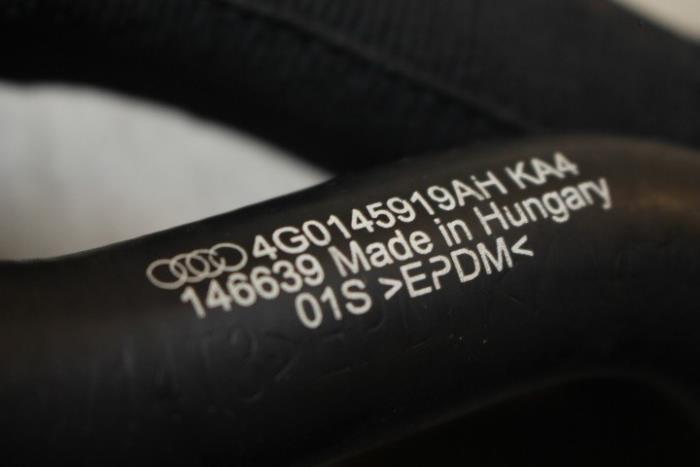 4G0145919AH KA4
146639 Made in Hungary
01S >EPDM<